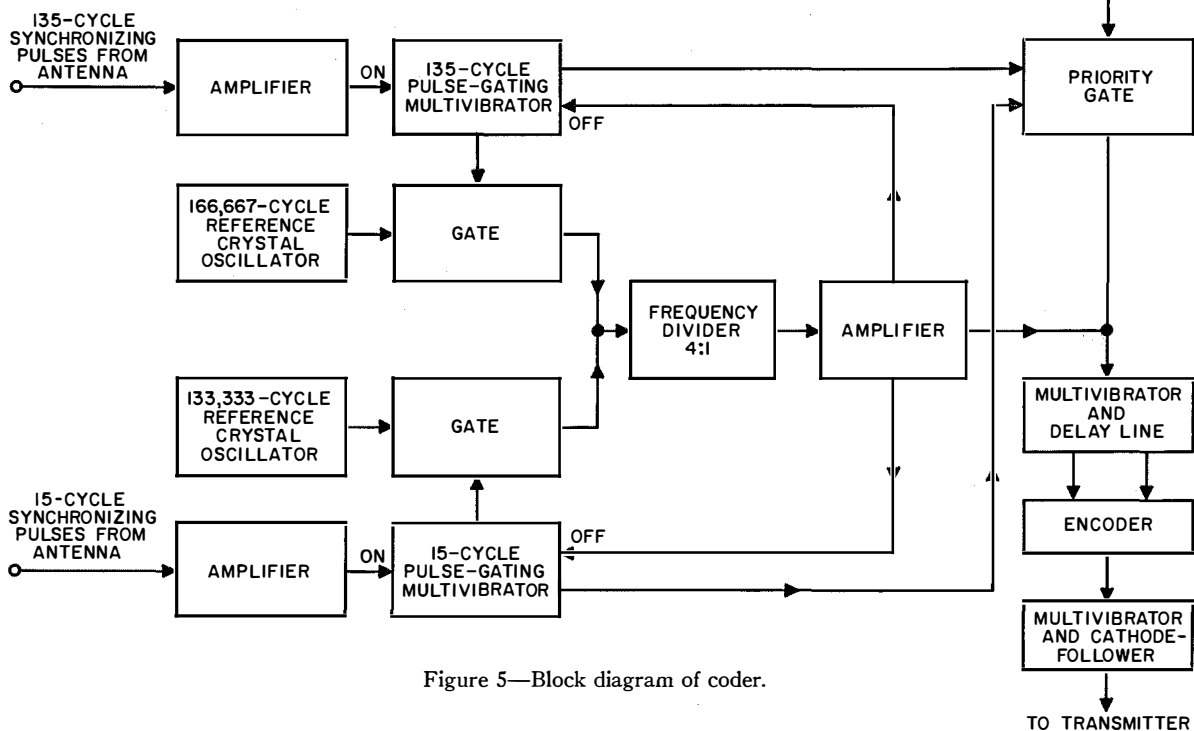 135-CYCLE
SYNCHRONIZING
PULSES FROM
ANTENNA
AMPLIFIER
ON
135-CYCLE
PULSE-GATING
MULTIVIBRATOR
OFF
PRIORITY
GATE
166,667-CYCLE
REFERENCE
CRYSTAL
OSCILLATOR
GATE
FREQUENCY
DIVIDER
4:1
AMPLIFIER
133,333-CYCLE
REFERENCE
CRYSTAL
OSCILLATOR
GATE
MULTIVIBRATOR
AND
DELAY LINE
15-CYCLE
SYNCHRONIZING
PULSES FROM
ANTENNA
AMPLIFIER
ON
15-CYCLE
PULSE-GATING
MULTIVIBRATOR
OFF
ENCODER
MULTIVIBRATOR
AND CATHODE-
FOLLOWER
TO TRANSMITTER
Figure 5—Block diagram of coder.